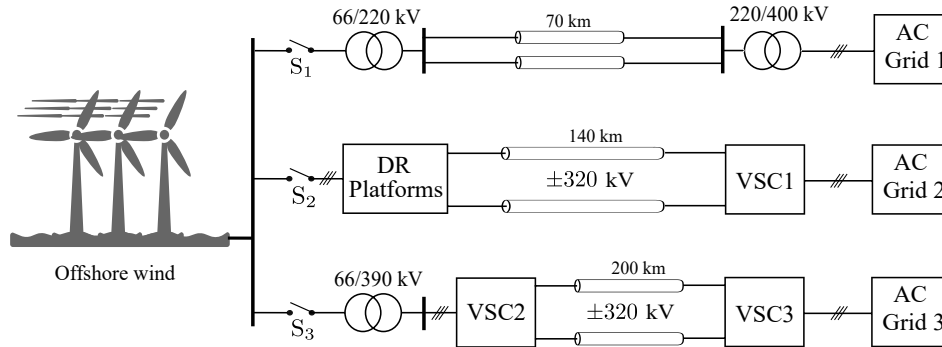 66/220 kV
70 km
220/400 kV
AC
Grid 1
S1
140 km
DR
Platforms
±320 kV
VSC1
AC
Grid 2
S2
Offshore wind
66/390 kV
200 km
VSC2
±320 kV
VSC3
AC
Grid 3
S3